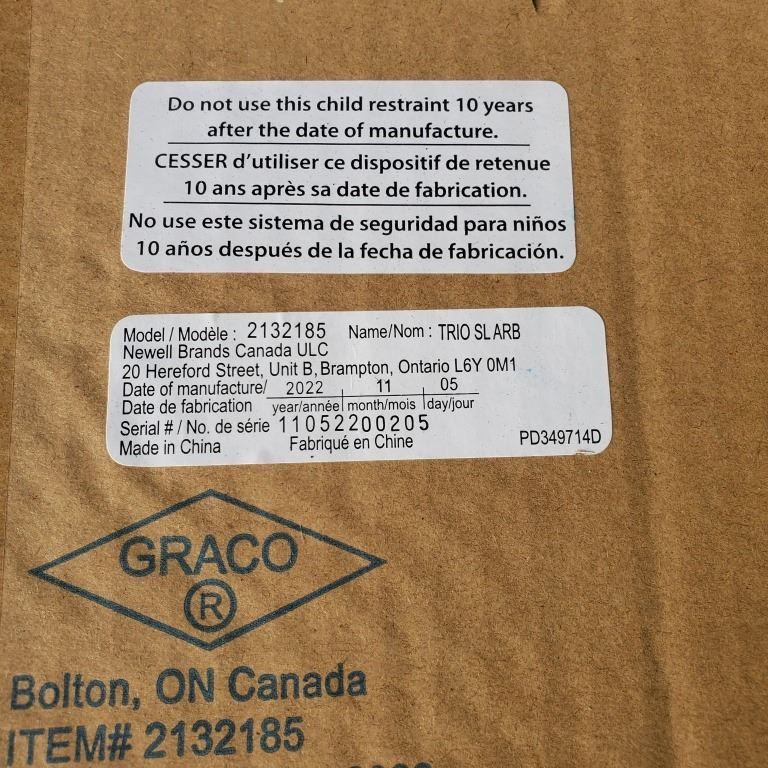 Do not use this child restraint 10 years
after the date of manufacture.
CESSER d'utiliser ce dispositif de retenue
10 ans après sa date de fabrication.
No use este sistema de seguridad para niños
10 años después de la fecha de fabricación.
Model / Modèle : 2132185 Name/Nom : TRIO SL ARB
Newell Brands Canada ULC
20 Hereford Street, Unit B, Brampton, Ontario L6Y 0M1
Date of manufacture/ 2022 11 05
Date de fabrication year/année month/mois day/jour
Serial # / No. de série 11052200205
Made in China Fabriqué en Chine PD349714D
GRACO
®
Bolton, ON Canada
ITEM# 2132185